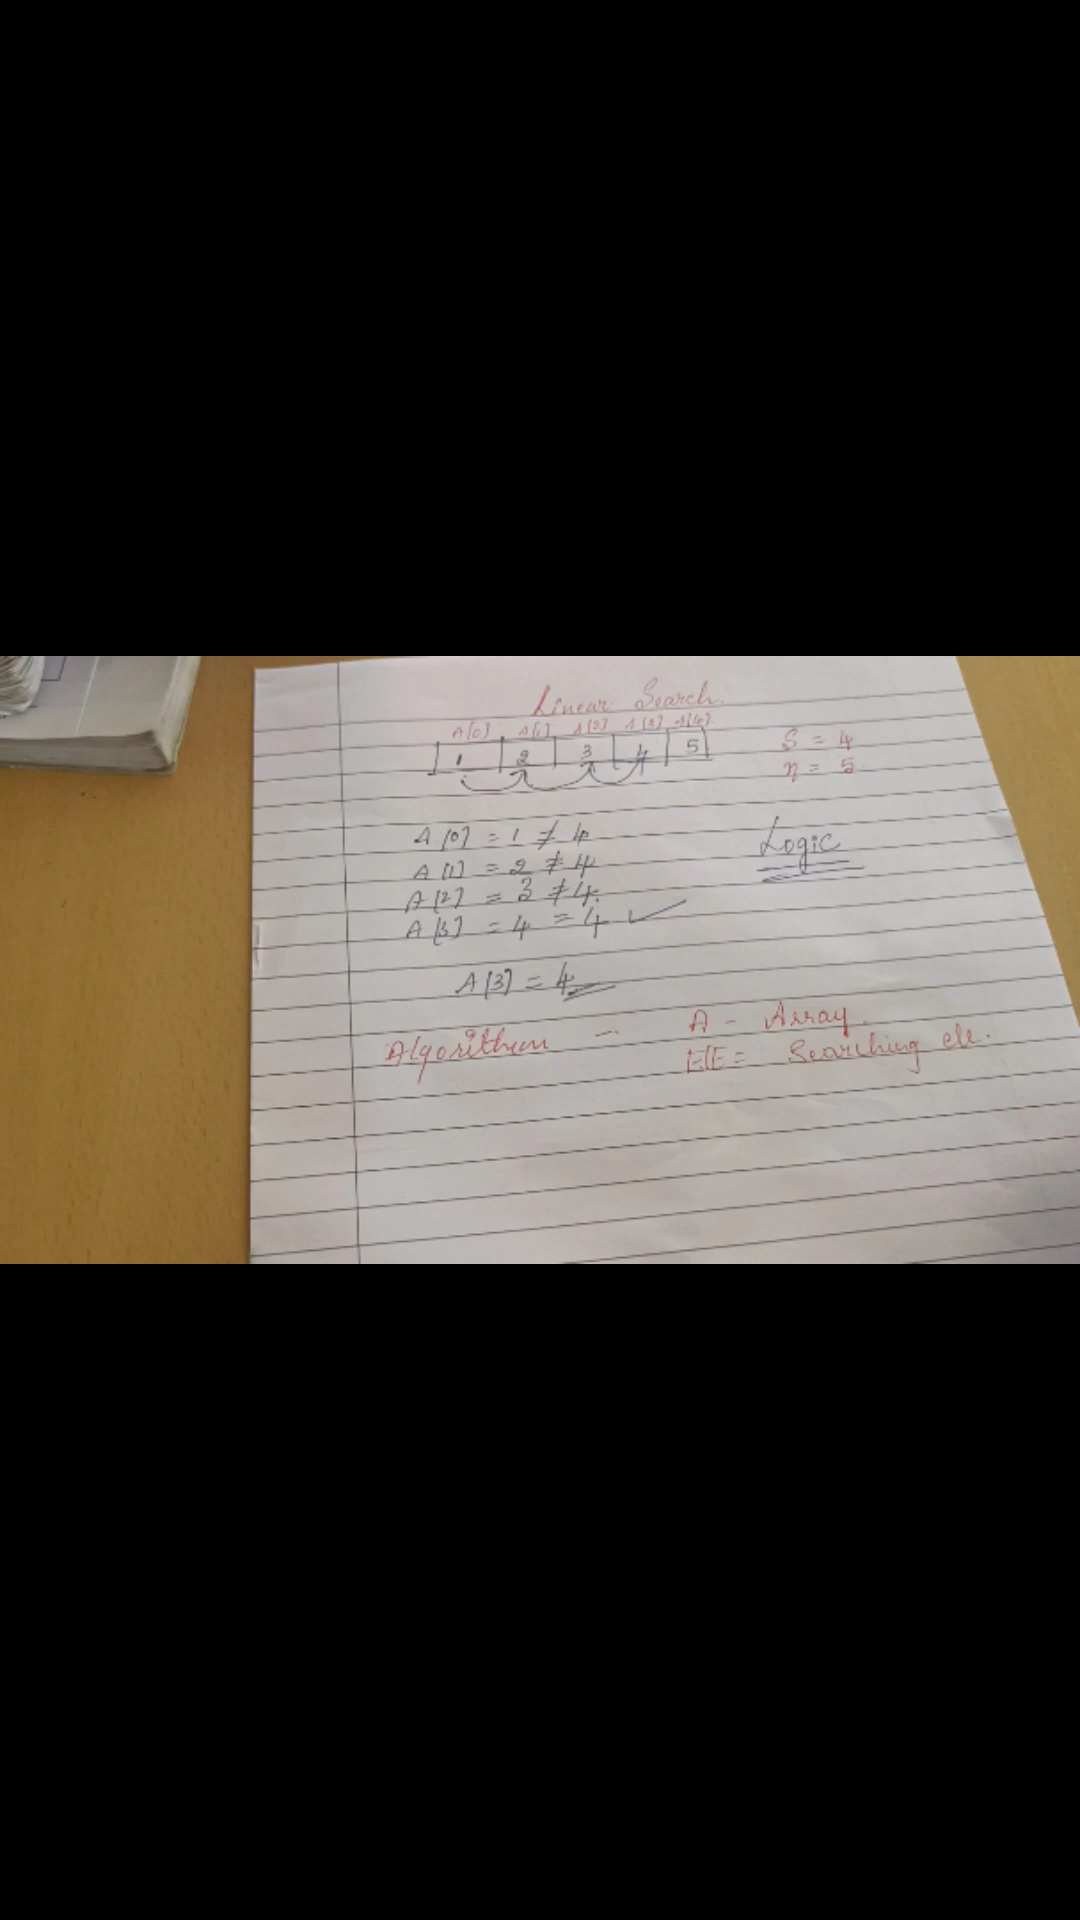 Linear Search.
A[0] A[1] A[2] A[3] A[4]
1 2 3 4 5
S = 4
n = 5
A[0] = 1 ≠ 4
Logic
A[1] = 2 ≠ 4
A[2] = 3 ≠ 4.
A[3] = 4 = 4 ✓
A[3] = 4
Algorithm - A - Array.
= Searching ele.